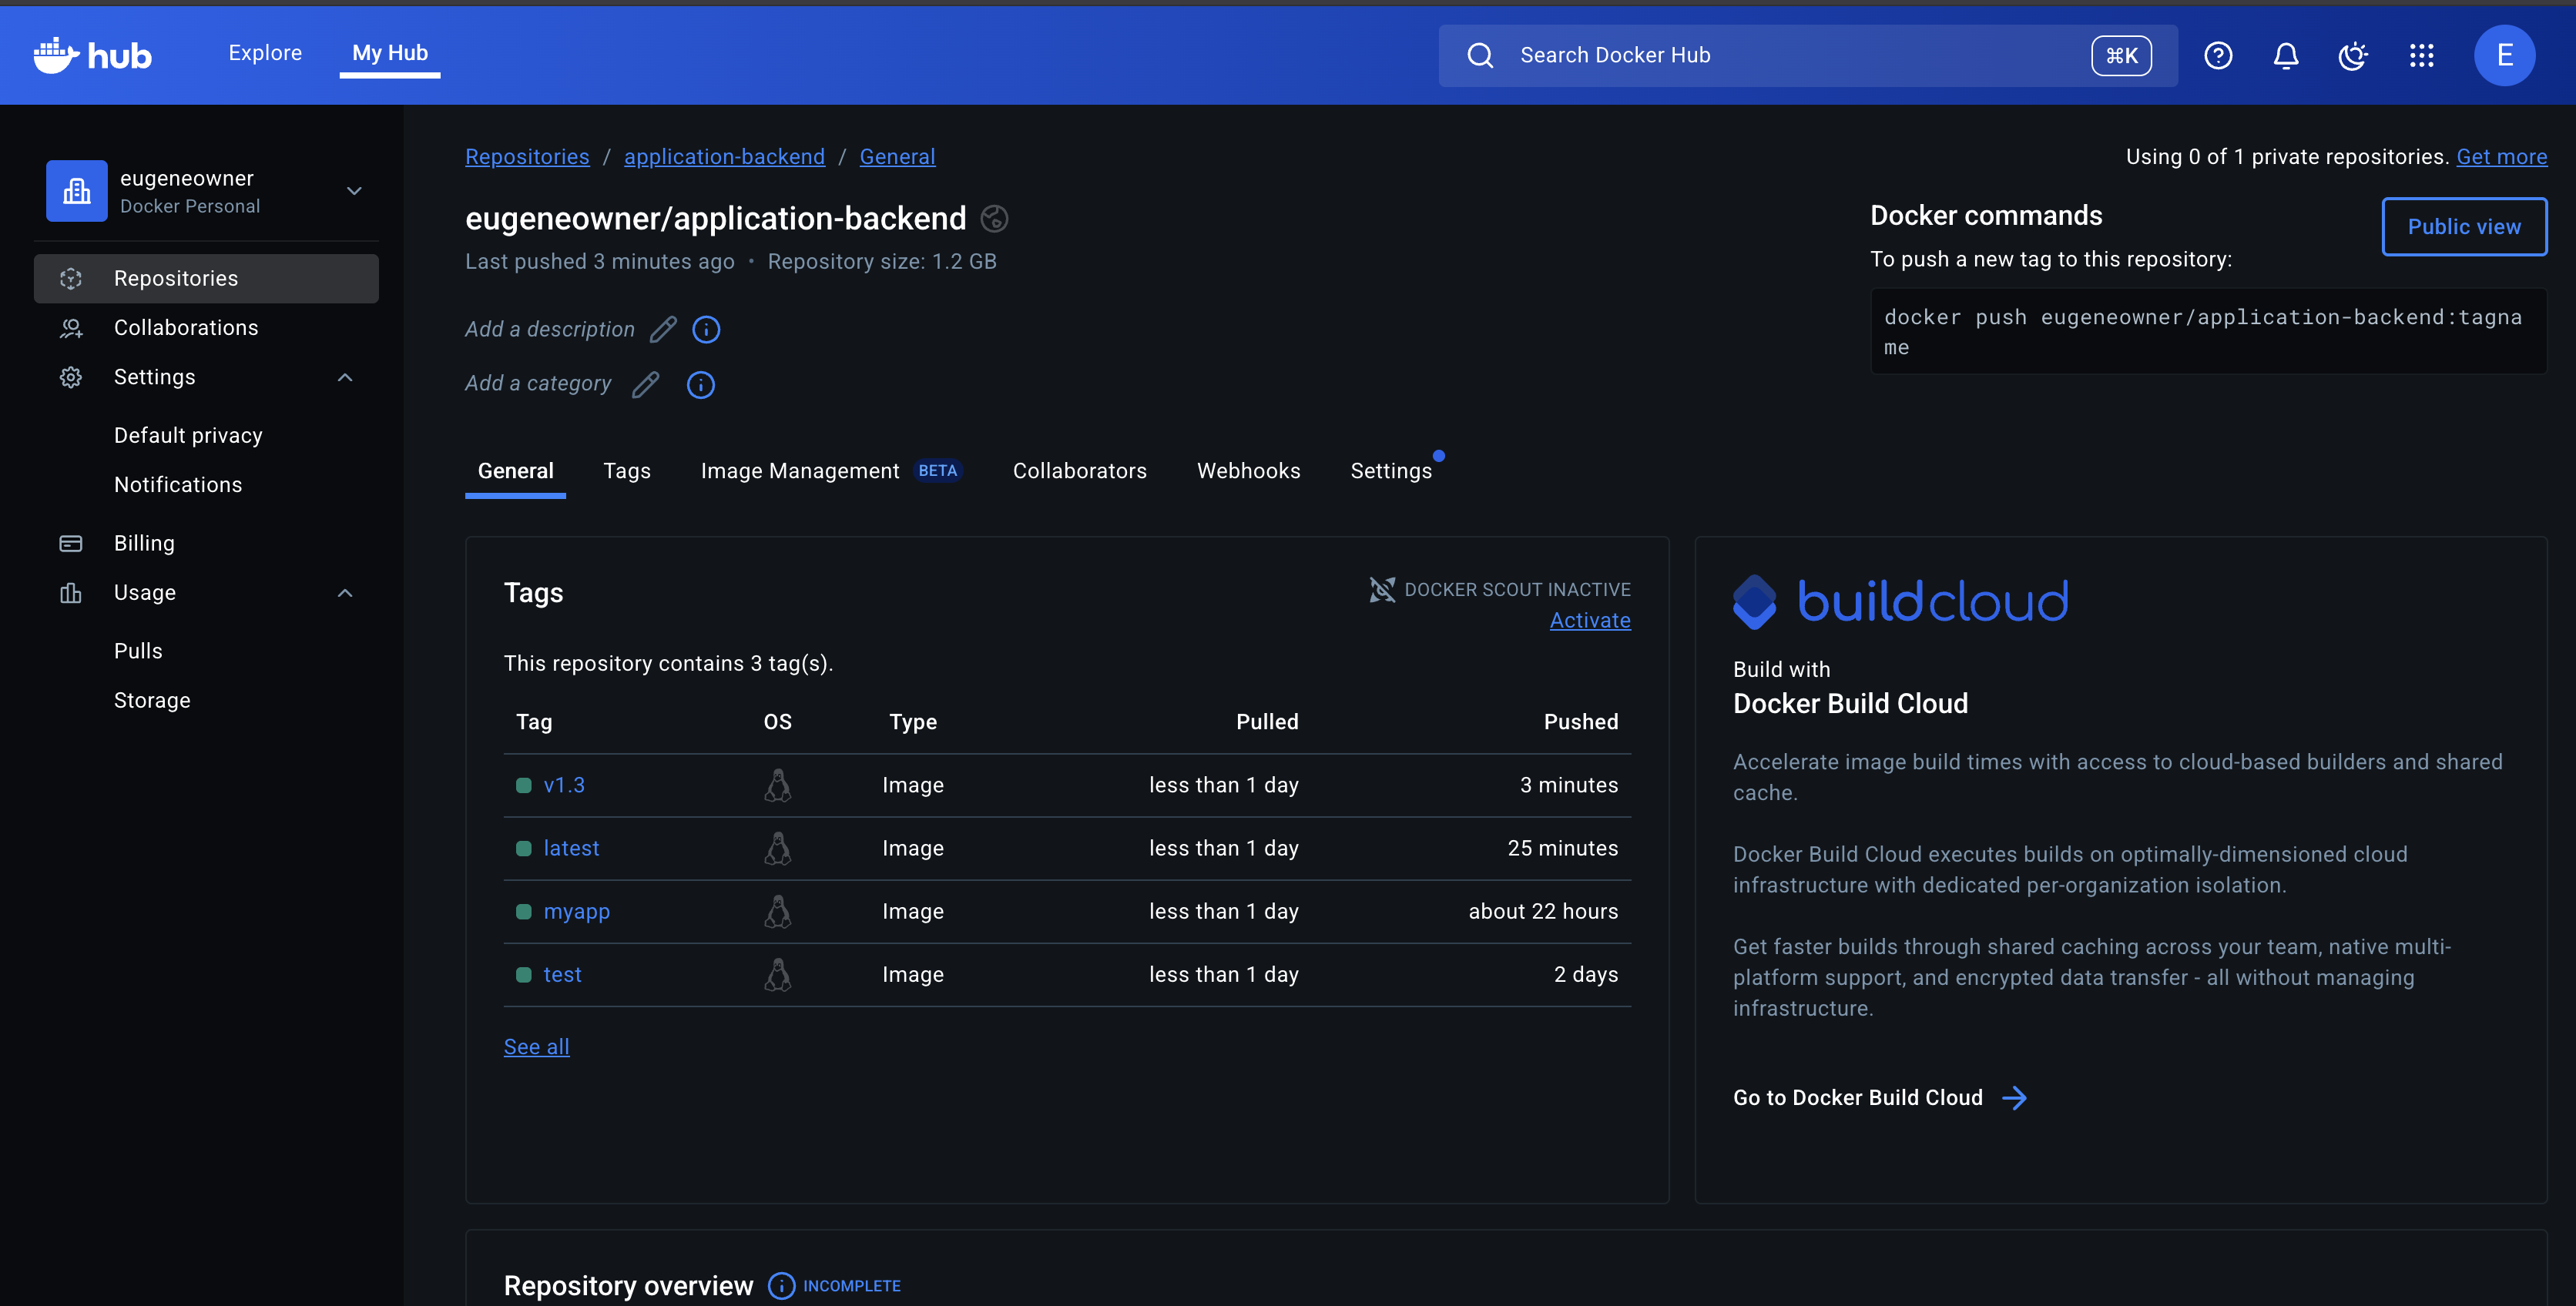 hub
Explore
My Hub
Search Docker Hub
⌘K
E
eugeneowner
Docker Personal
Repositories
Collaborations
Settings
Default privacy
Notifications
Billing
Usage
Pulls
Storage
Repositories / application-backend / General
Using 0 of 1 private repositories. Get more
eugeneowner/application-backend
Last pushed 3 minutes ago • Repository size: 1.2 GB
Add a description
Add a category
Docker commands
Public view
To push a new tag to this repository:
docker push eugeneowner/application-backend:tagna
me
General Tags Image Management BETA Collaborators Webhooks Settings
Tags
DOCKER SCOUT INACTIVE
Activate
This repository contains 3 tag(s).
Tag OS Type Pulled Pushed
v1.3 Image less than 1 day 3 minutes
latest Image less than 1 day 25 minutes
myapp Image less than 1 day about 22 hours
test Image less than 1 day 2 days
See all
buildcloud
Build with
Docker Build Cloud
Accelerate image build times with access to cloud-based builders and shared
cache.
Docker Build Cloud executes builds on optimally-dimensioned cloud
infrastructure with dedicated per-organization isolation.
Get faster builds through shared caching across your team, native multi-
platform support, and encrypted data transfer - all without managing
infrastructure.
Go to Docker Build Cloud
Repository overview INCOMPLETE